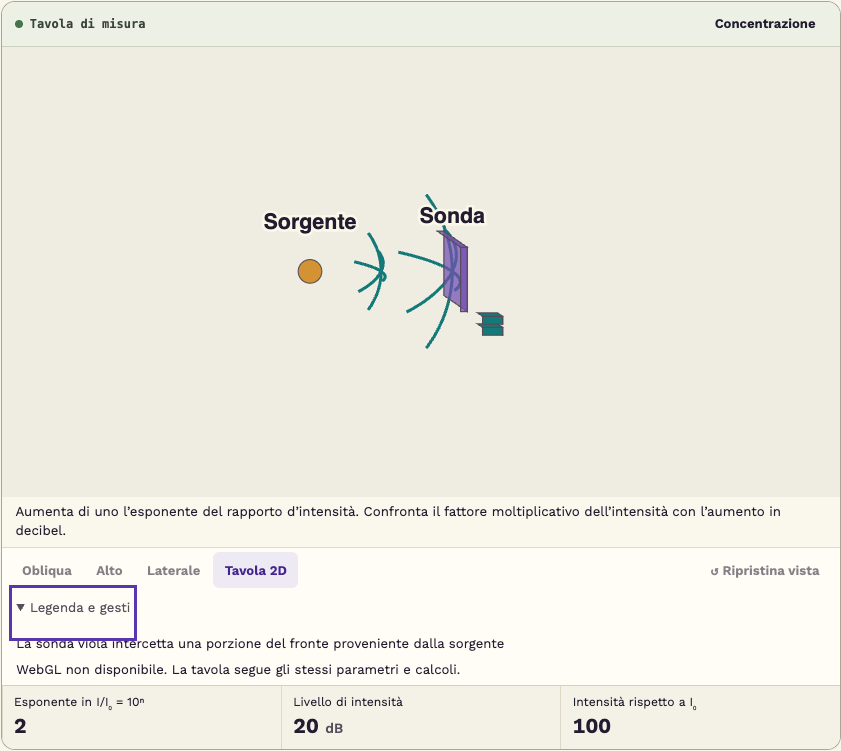 Tavola di misura
Concentrazione
Sorgente
Sonda
Aumenta di uno l’esponente del rapporto d’intensità. Confronta il fattore moltiplicativo dell’intensità con l’aumento in
decibel.
Obliqua
Alto
Laterale
Tavola 2D
↺ Ripristina vista
▼ Legenda e gesti
La sonda viola intercetta una porzione del fronte proveniente dalla sorgente
WebGL non disponibile. La tavola segue gli stessi parametri e calcoli.
Esponente in I/I₀ = 10ⁿ
Livello di intensità
Intensità rispetto a I₀
2
20 dB
100